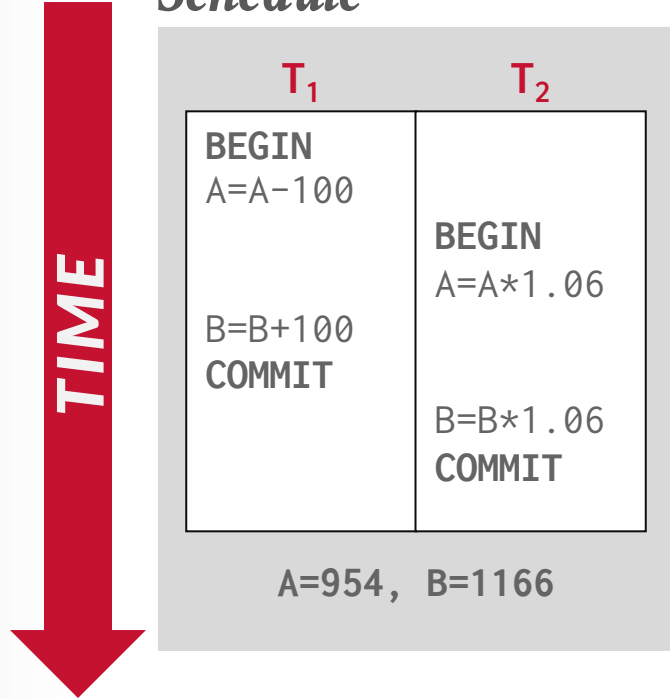 Schedule
TIME
T₁ T₂
BEGIN
A=A-100
BEGIN
A=A*1.06
B=B+100
COMMIT
B=B*1.06
COMMIT
A=954, B=1166